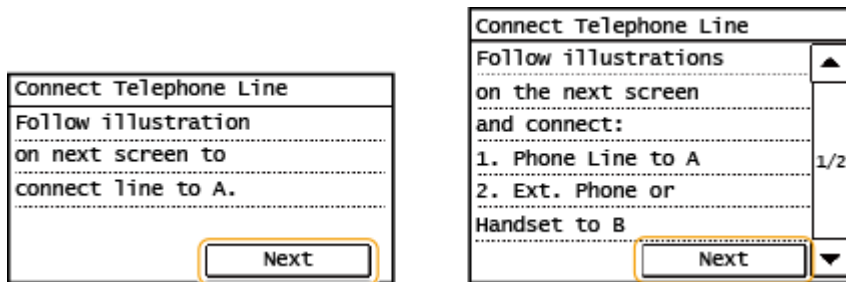 Connect Telephone Line
Follow illustration
on next screen to
connect line to A.
Next
Connect Telephone Line
Follow illustrations
on the next screen
and connect:
1. Phone Line to A
2. Ext. Phone or
Handset to B
1/2
Next